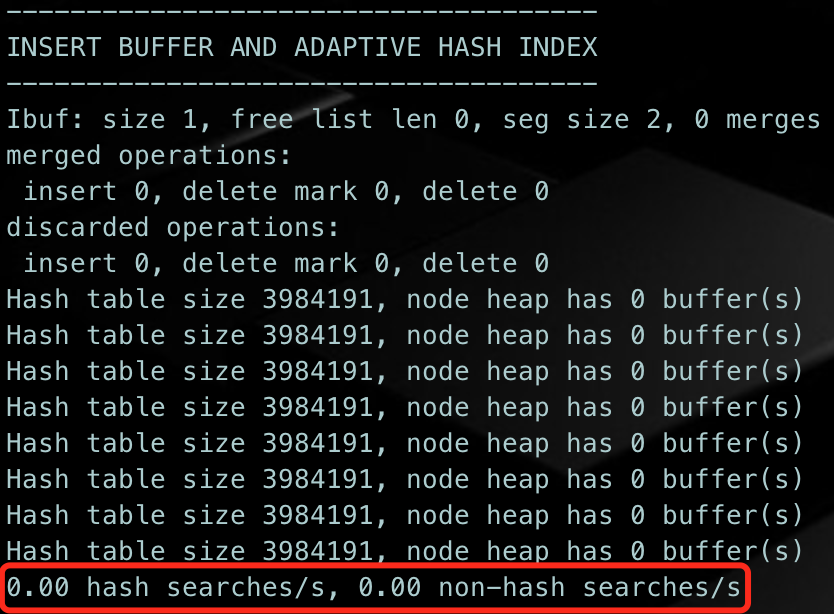 -------------------------------------
INSERT BUFFER AND ADAPTIVE HASH INDEX
-------------------------------------
Ibuf: size 1, free list len 0, seg size 2, 0 merges
merged operations:
 insert 0, delete mark 0, delete 0
discarded operations:
 insert 0, delete mark 0, delete 0
Hash table size 3984191, node heap has 0 buffer(s)
Hash table size 3984191, node heap has 0 buffer(s)
Hash table size 3984191, node heap has 0 buffer(s)
Hash table size 3984191, node heap has 0 buffer(s)
Hash table size 3984191, node heap has 0 buffer(s)
Hash table size 3984191, node heap has 0 buffer(s)
Hash table size 3984191, node heap has 0 buffer(s)
Hash table size 3984191, node heap has 0 buffer(s)
0.00 hash searches/s, 0.00 non-hash searches/s